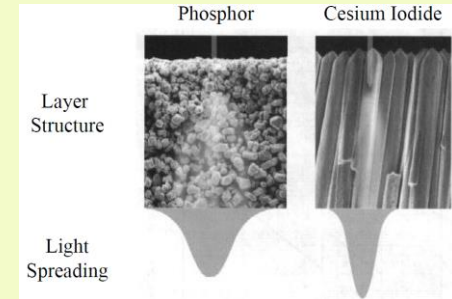 Phosphor Cesium Iodide
Layer
Structure
Light
Spreading